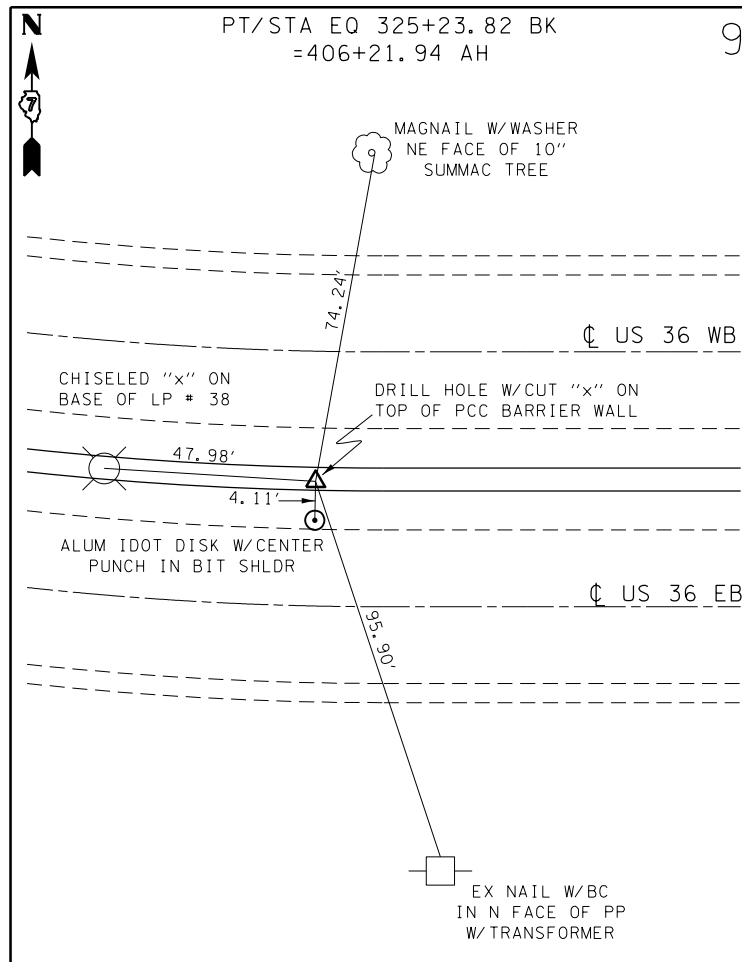 N
7
PT/STA EQ 325+23.82 BK
=406+21.94 AH
9
MAGNAIL W/WASHER
NE FACE OF 10"
SUMMAC TREE
74.24'
℄ US 36 WB
CHISELED "x" ON
BASE OF LP # 38
DRILL HOLE W/CUT "x" ON
TOP OF PCC BARRIER WALL
47.98'
4.11'
ALUM IDOT DISK W/CENTER
PUNCH IN BIT SHLDR
℄ US 36 EB
95.90'
EX NAIL W/BC
IN N FACE OF PP
W/TRANSFORMER